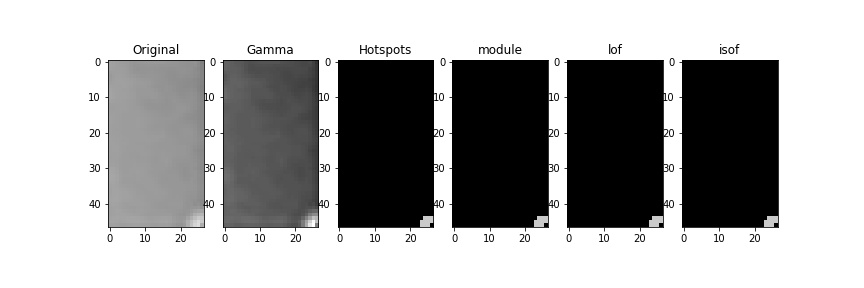 Original Gamma Hotspots module lof isof
0 0 0 0 0 0
10 10 10 10 10 10
20 20 20 20 20 20
30 30 30 30 30 30
40 40 40 40 40 40
0 10 20 0 10 20 0 10 20 0 10 20 0 10 20 0 10 20